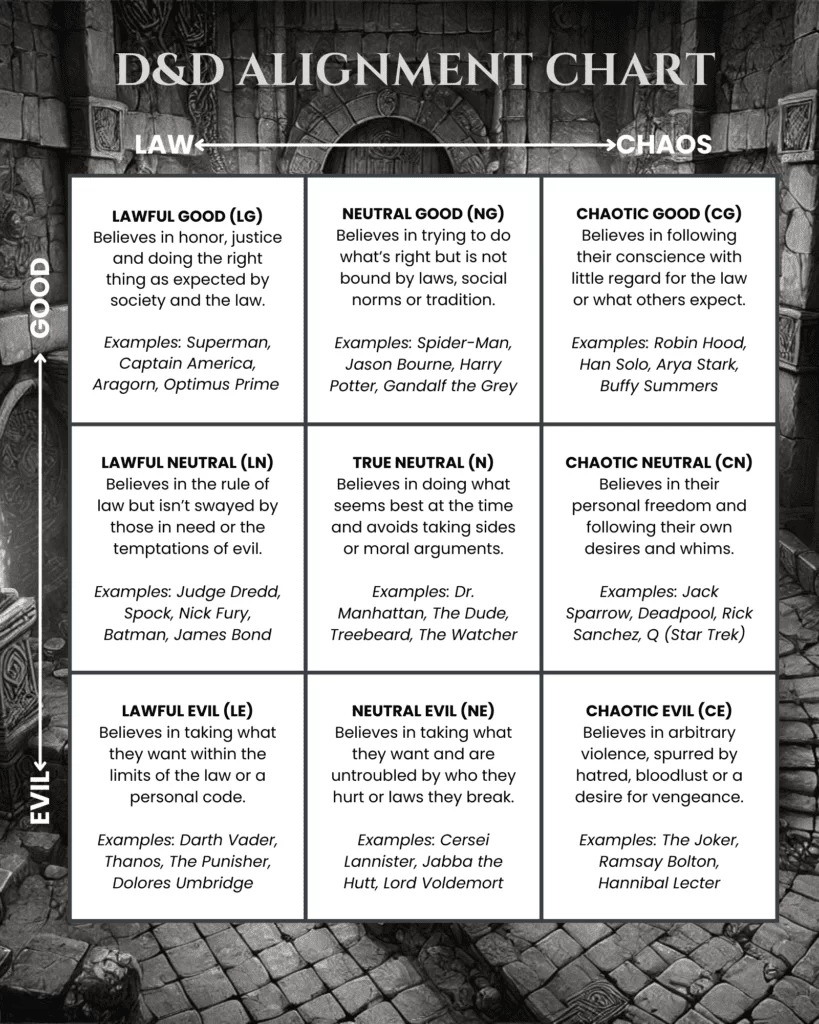 D&D ALIGNMENT CHART
LAW
CHAOS
GOOD
EVIL
LAWFUL GOOD (LG)
Believes in honor, justice
and doing the right
thing as expected by
society and the law.
Examples: Superman,
Captain America,
Aragorn, Optimus Prime
NEUTRAL GOOD (NG)
Believes in trying to do
what's right but is not
bound by laws, social
norms or tradition.
Examples: Spider-Man,
Jason Bourne, Harry
Potter, Gandalf the Grey
CHAOTIC GOOD (CG)
Believes in following
their conscience with
little regard for the law
or what others expect.
Examples: Robin Hood,
Han Solo, Arya Stark,
Buffy Summers
LAWFUL NEUTRAL (LN)
Believes in the rule of
law but isn't swayed by
those in need or the
temptations of evil.
Examples: Judge Dredd,
Spock, Nick Fury,
Batman, James Bond
TRUE NEUTRAL (N)
Believes in doing what
seems best at the time
and avoids taking sides
or moral arguments.
Examples: Dr.
Manhattan, The Dude,
Treebeard, The Watcher
CHAOTIC NEUTRAL (CN)
Believes in their
personal freedom and
following their own
desires and whims.
Examples: Jack
Sparrow, Deadpool, Rick
Sanchez, Q (Star Trek)
LAWFUL EVIL (LE)
Believes in taking what
they want within the
limits of the law or a
personal code.
Examples: Darth Vader,
Thanos, The Punisher,
Dolores Umbridge
NEUTRAL EVIL (NE)
Believes in taking what
they want and are
untroubled by who they
hurt or laws they break.
Examples: Cersei
Lannister, Jabba the
Hutt, Lord Voldemort
CHAOTIC EVIL (CE)
Believes in arbitrary
violence, spurred by
hatred, bloodlust or a
desire for vengeance.
Examples: The Joker,
Ramsay Bolton,
Hannibal Lecter